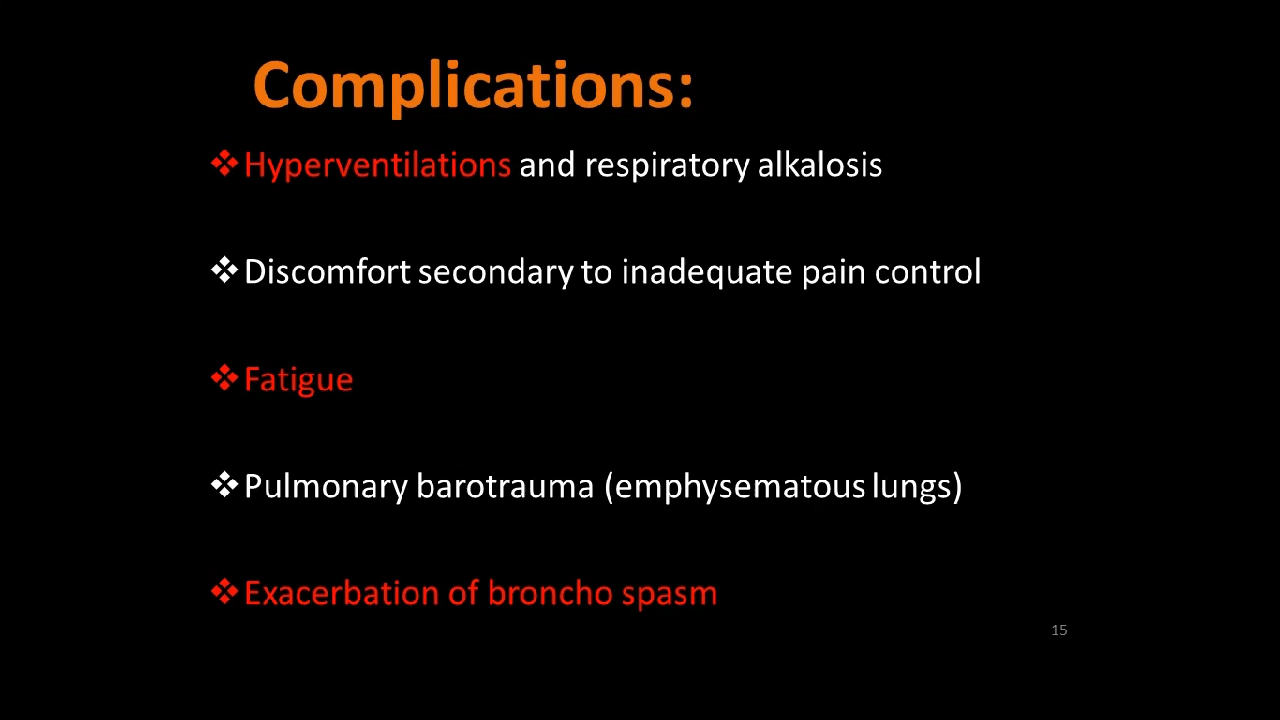 Complications:
❖Hyperventilations and respiratory alkalosis
❖Discomfort secondary to inadequate pain control
❖Fatigue
❖Pulmonary barotrauma (emphysematous lungs)
❖Exacerbation of broncho spasm
15